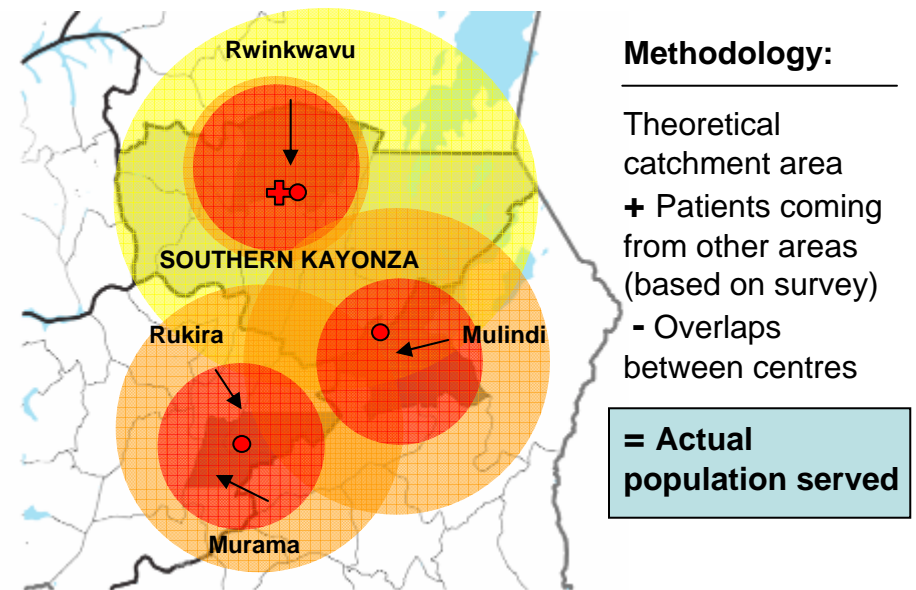 Rwinkwavu
SOUTHERN KAYONZA
Rukira
Mulindi
Murama
Methodology:
Theoretical
catchment area
+ Patients coming
from other areas
(based on survey)
- Overlaps
between centres
= Actual
population served